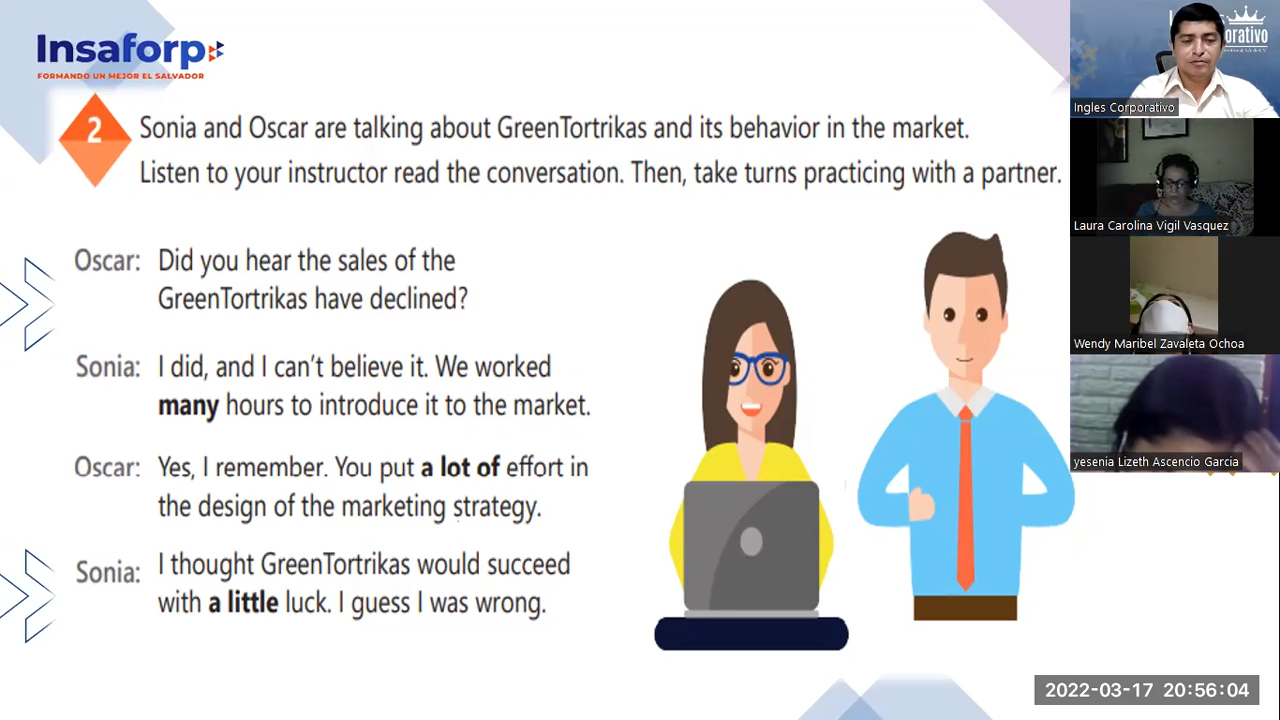 Insaforp
FORMANDO UN MEJOR EL SALVADOR
2
Sonia and Oscar are talking about GreenTortrikas and its behavior in the market.
Listen to your instructor read the conversation. Then, take turns practicing with a partner.
Oscar: Did you hear the sales of the
GreenTortrikas have declined?
Sonia: I did, and I can't believe it. We worked
many hours to introduce it to the market.
Oscar: Yes, I remember. You put a lot of effort in
the design of the marketing strategy.
Sonia: I thought GreenTortrikas would succeed
with a little luck. I guess I was wrong.
Ingles Corporativo
Laura Carolina Vigil Vasquez
Wendy Maribel Zavaleta Ochoa
yesenia Lizeth Ascencio Garcia
2022-03-17 20:56:04